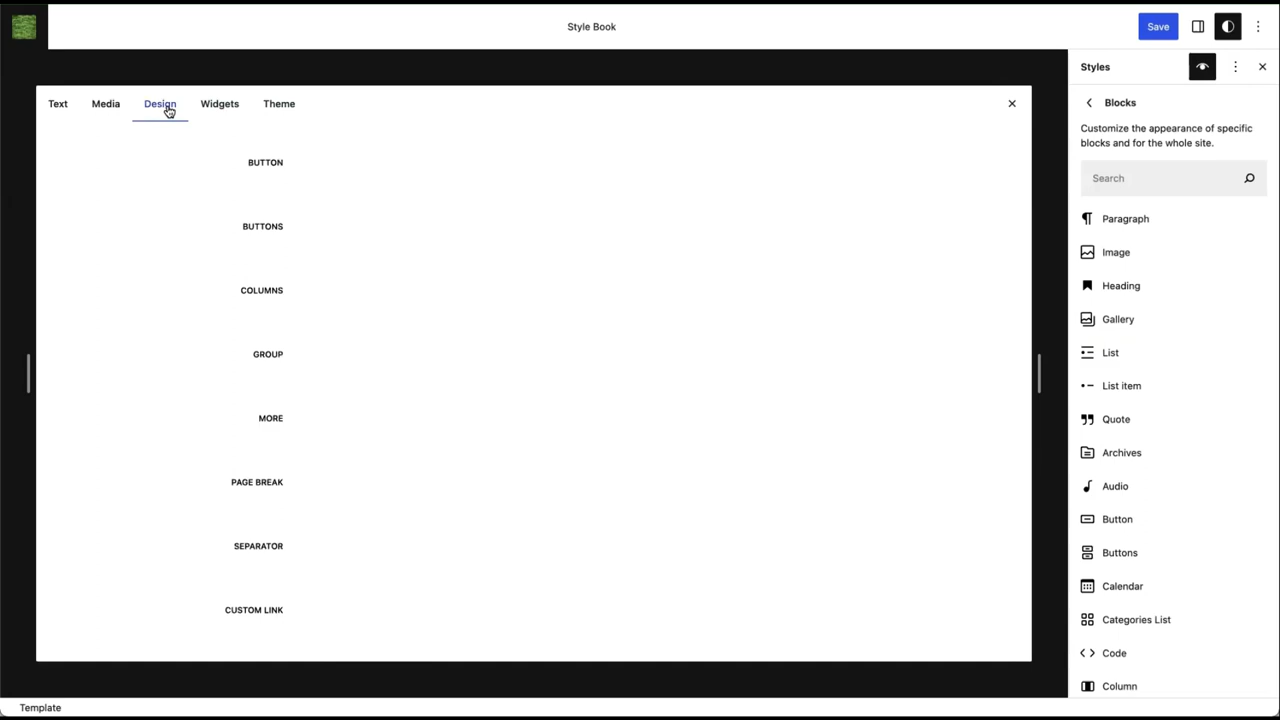 Style Book
Save
Styles
Text
Media
Design
Widgets
Theme
Blocks
Customize the appearance of specific
blocks and for the whole site.
Search
BUTTON
BUTTONS
COLUMNS
GROUP
MORE
PAGE BREAK
SEPARATOR
CUSTOM LINK
Paragraph
Image
Heading
Gallery
List
List item
Quote
Archives
Audio
Button
Buttons
Calendar
Categories List
Code
Column
Template